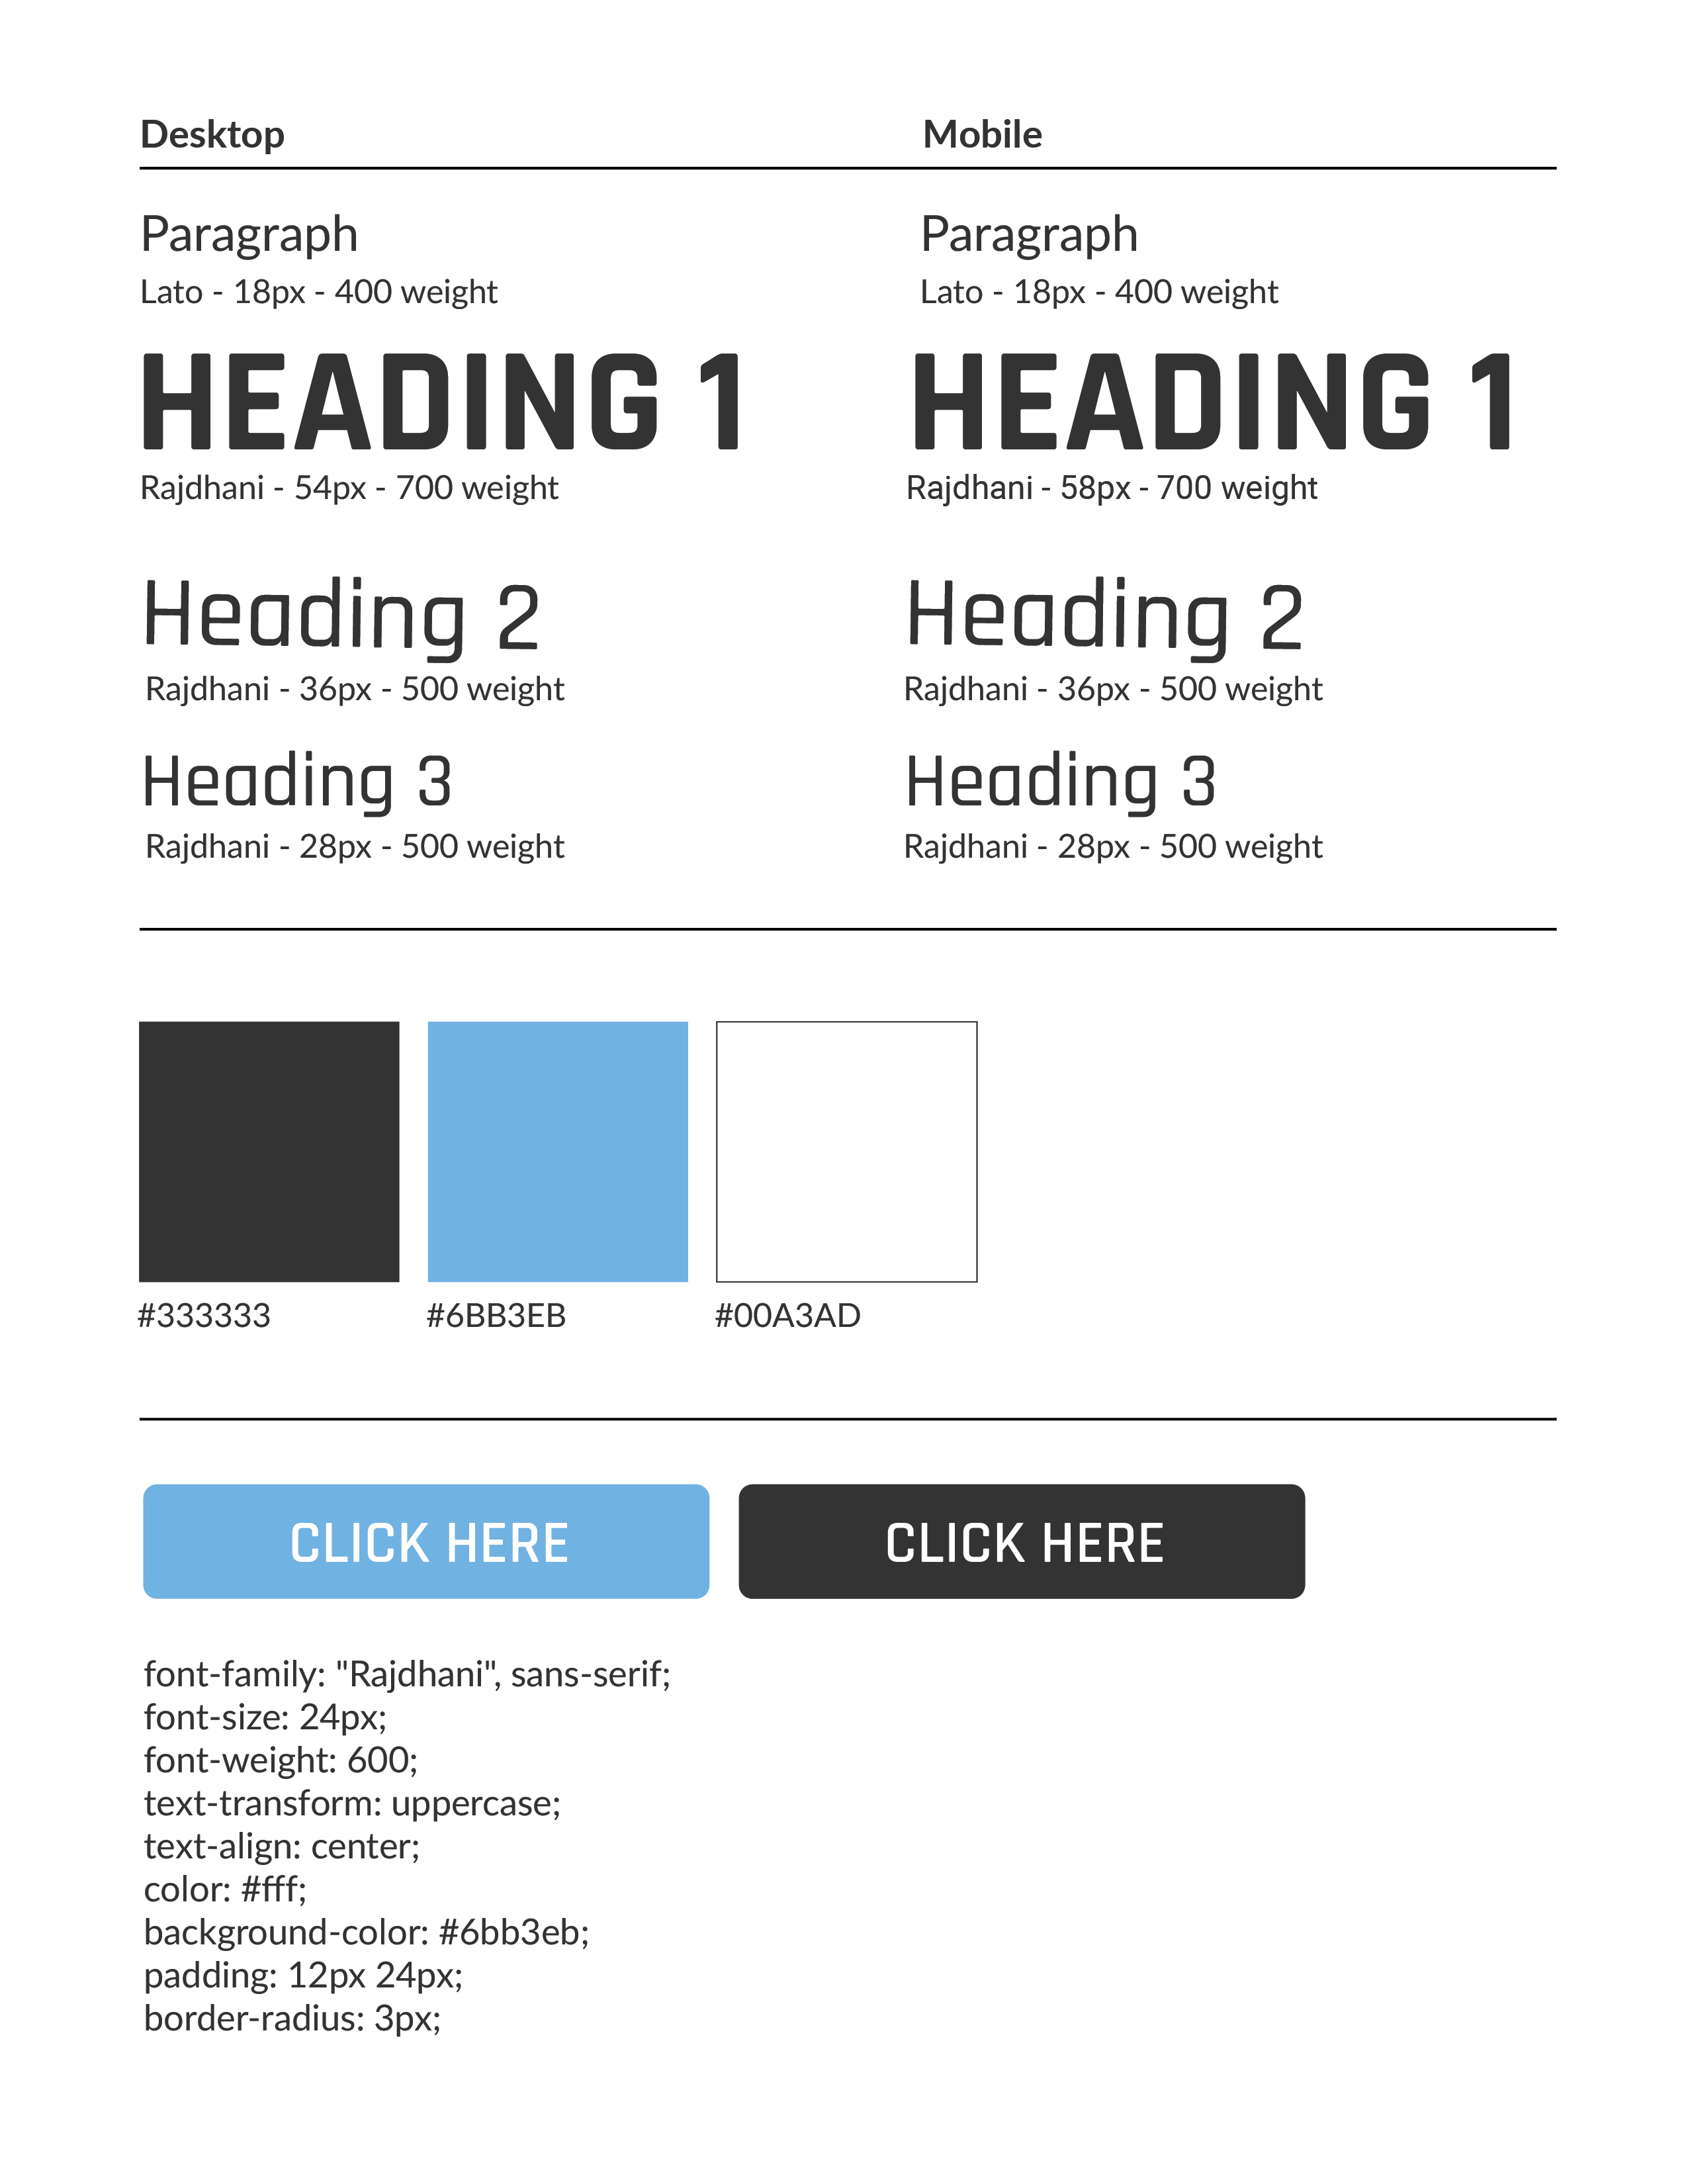 Desktop
Mobile
Paragraph
Paragraph
Lato - 18px - 400 weight
Lato - 18px - 400 weight
HEADING 1
HEADING 1
Rajdhani - 54px - 700 weight
Rajdhani - 58px - 700 weight
Heading 2
Heading 2
Rajdhani - 36px - 500 weight
Rajdhani - 36px - 500 weight
Heading 3
Heading 3
Rajdhani - 28px - 500 weight
Rajdhani - 28px - 500 weight
#333333
#6BB3EB
#00A3AD
CLICK HERE
CLICK HERE
font-family: "Rajdhani", sans-serif;
font-size: 24px;
font-weight: 600;
text-transform: uppercase;
text-align: center;
color: #fff;
background-color: #6bb3eb;
padding: 12px 24px;
border-radius: 3px;